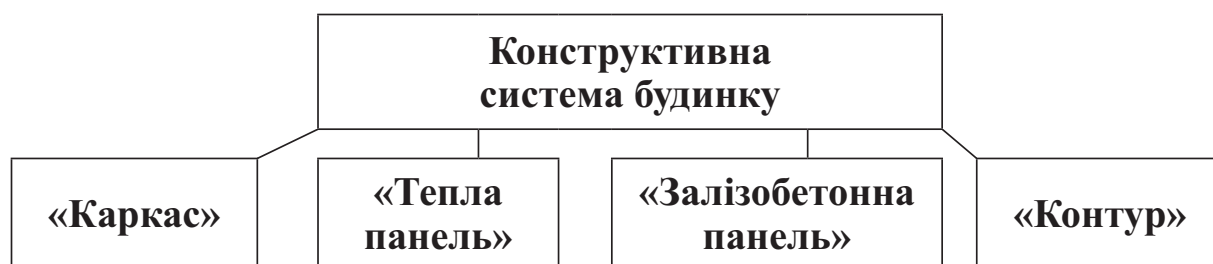 Конструктивна
система будинку
«Каркас»
«Тепла
панель»
«Залізобетонна
панель»
«Контур»